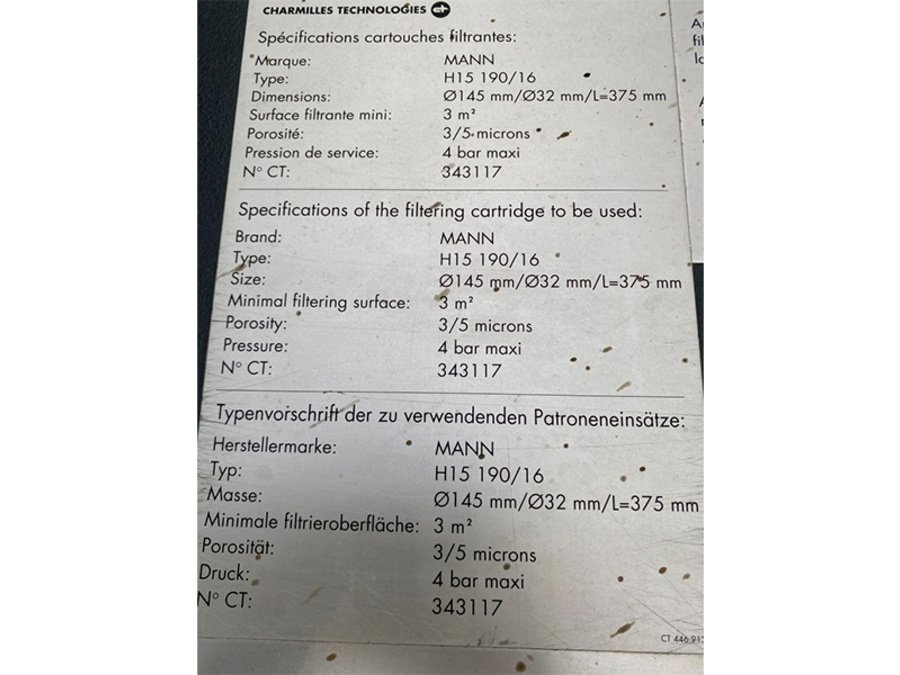 CHARMILLES TECHNOLOGIES
Spécifications cartouches filtrantes:
Marque: MANN
Type: H15 190/16
Dimensions: Ø145 mm/Ø32 mm/L=375 mm
Surface filtrante mini: 3 m²
Porosité: 3/5 microns
Pression de service: 4 bar maxi
N° CT: 343117
Specifications of the filtering cartridge to be used:
Brand: MANN
Type: H15 190/16
Size: Ø145 mm/Ø32 mm/L=375 mm
Minimal filtering surface: 3 m²
Porosity: 3/5 microns
Pressure: 4 bar maxi
N° CT: 343117
Typenvorschrift der zu verwendenden Patroneneinsätze:
Herstellermarke: MANN
Typ: H15 190/16
Masse: Ø145 mm/Ø32 mm/L=375 mm
Minimale filtrieroberfläche: 3 m²
Porosität: 3/5 microns
Druck: 4 bar maxi
N° CT: 343117
CT 446